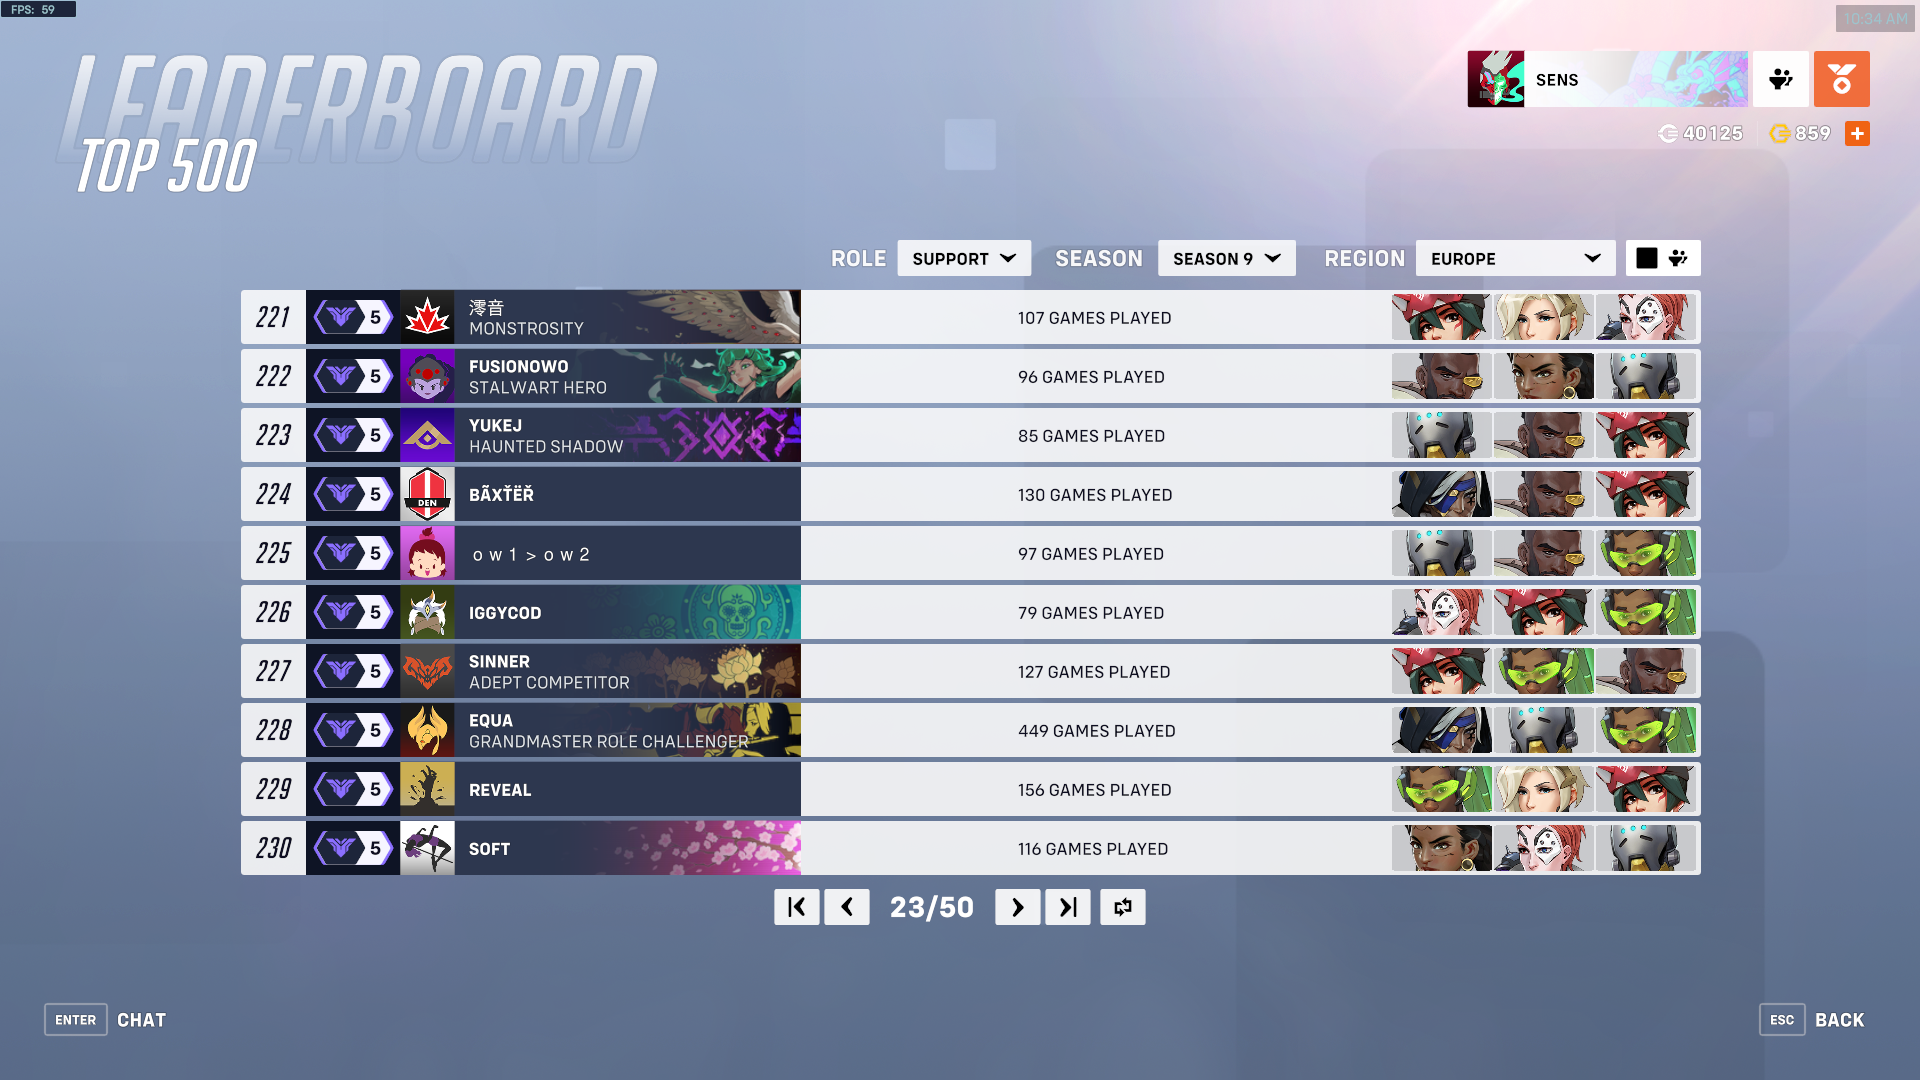 FPS: 59
10:34 AM
LEADERBOARD
TOP 500
SENS
40125
859
ROLE SUPPORT SEASON SEASON 9 REGION EUROPE
221 5 澪音 107 GAMES PLAYED
MONSTROSITY
222 5 FUSIONOWO 96 GAMES PLAYED
STALWART HERO
223 5 YUKEJ 85 GAMES PLAYED
HAUNTED SHADOW
224 5 DEN BÃXŤËŘ 130 GAMES PLAYED
225 5 o w 1 > o w 2 97 GAMES PLAYED
226 5 IGGYCOD 79 GAMES PLAYED
227 5 SINNER 127 GAMES PLAYED
ADEPT COMPETITOR
228 5 EQUA 449 GAMES PLAYED
GRANDMASTER ROLE CHALLENGER
229 5 REVEAL 156 GAMES PLAYED
230 5 SOFT 116 GAMES PLAYED
23/50
ENTER CHAT
ESC BACK